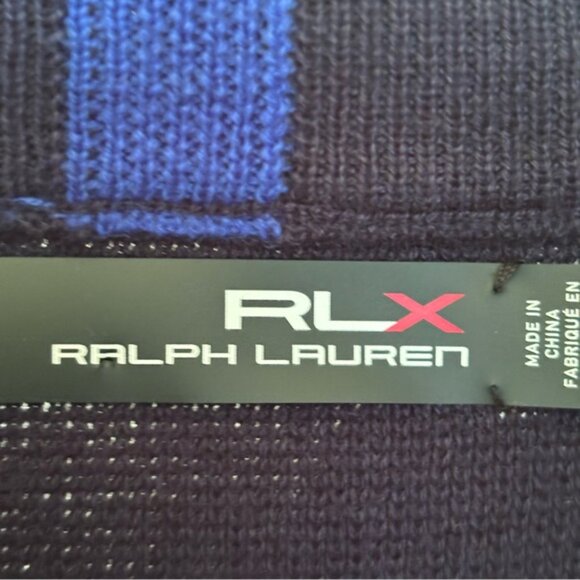 RLX
RALPH LAUREN
MADE IN
CHINA
FABRIQUÉ EN